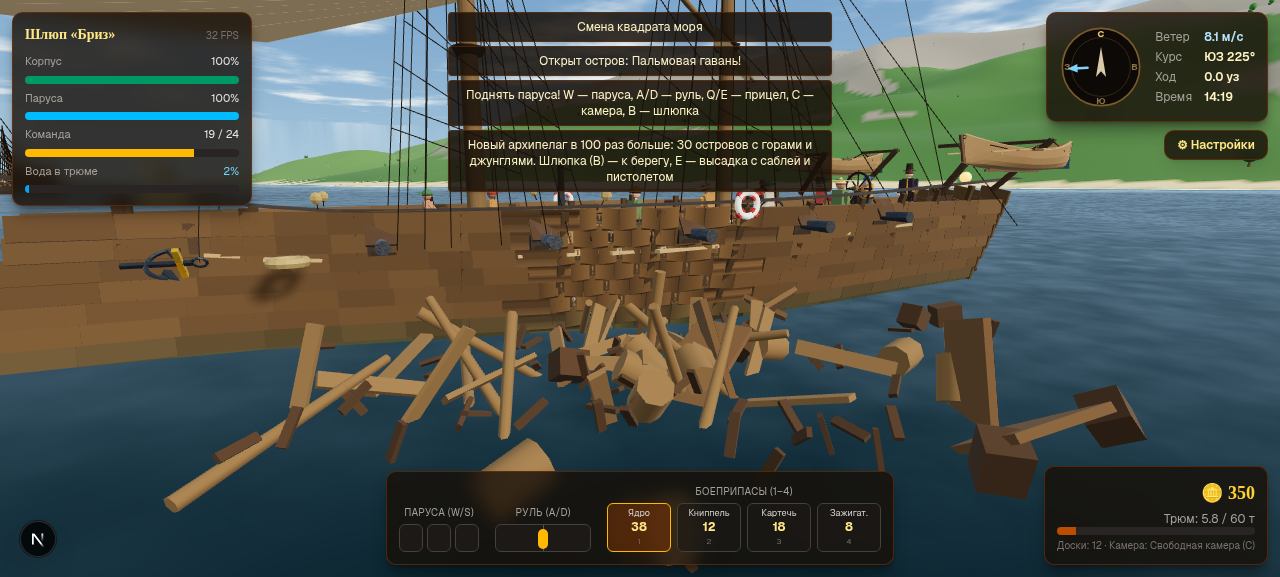 Шлюп «Бриз»
32 FPS
Корпус
100%
Паруса
100%
Команда
19 / 24
Вода в трюме
2%
Смена квадрата моря
Открыт остров: Пальмовая гавань!
Поднять паруса! W — паруса, A/D — руль, Q/E — прицел, C —
камера, B — шлюпка
Новый архипелаг в 100 раз больше: 30 островов с горами и
джунглями. Шлюпка (B) — к берегу, E — высадка с саблей и
пистолетом
С
З
В
Ю
Ветер
8.1 м/с
Курс
ЮЗ 225°
Ход
0.0 уз
Время
14:19
⚙ Настройки
ПАРУСА (W/S)
РУЛЬ (A/D)
БОЕПРИПАСЫ (1–4)
Ядро
38
1
Книппель
12
2
Картечь
18
3
Зажигат.
8
4
350
Трюм: 5.8 / 60 т
Доски: 12 · Камера: Свободная камера (C)
N